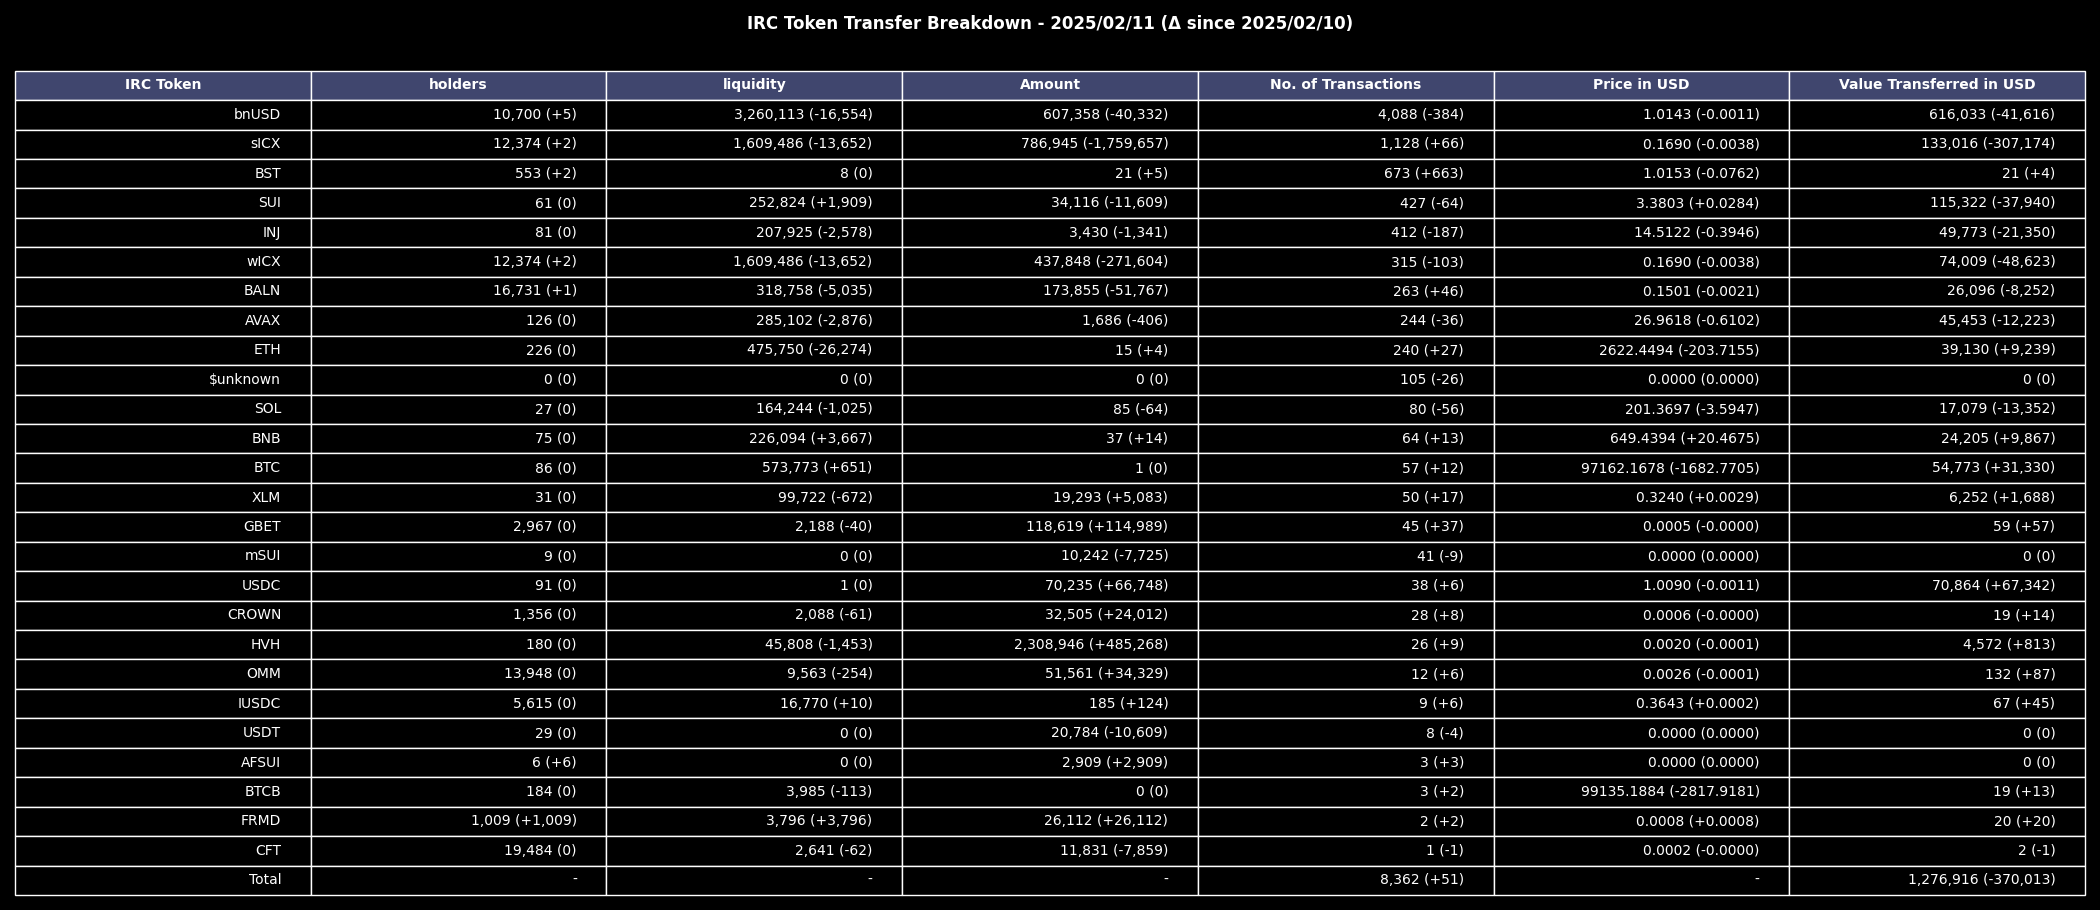 IRC Token Transfer Breakdown - 2025/02/11 (Δ since 2025/02/10)
IRC Token holders liquidity Amount No. of Transactions Price in USD Value Transferred in USD
bnUSD 10,700 (+5) 3,260,113 (-16,554) 607,358 (-40,332) 4,088 (-384) 1.0143 (-0.0011) 616,033 (-41,616)
sICX 12,374 (+2) 1,609,486 (-13,652) 786,945 (-1,759,657) 1,128 (+66) 0.1690 (-0.0038) 133,016 (-307,174)
BST 553 (+2) 8 (0) 21 (+5) 673 (+663) 1.0153 (-0.0762) 21 (+4)
SUI 61 (0) 252,824 (+1,909) 34,116 (-11,609) 427 (-64) 3.3803 (+0.0284) 115,322 (-37,940)
INJ 81 (0) 207,925 (-2,578) 3,430 (-1,341) 412 (-187) 14.5122 (-0.3946) 49,773 (-21,350)
wICX 12,374 (+2) 1,609,486 (-13,652) 437,848 (-271,604) 315 (-103) 0.1690 (-0.0038) 74,009 (-48,623)
BALN 16,731 (+1) 318,758 (-5,035) 173,855 (-51,767) 263 (+46) 0.1501 (-0.0021) 26,096 (-8,252)
AVAX 126 (0) 285,102 (-2,876) 1,686 (-406) 244 (-36) 26.9618 (-0.6102) 45,453 (-12,223)
ETH 226 (0) 475,750 (-26,274) 15 (+4) 240 (+27) 2622.4494 (-203.7155) 39,130 (+9,239)
$unknown 0 (0) 0 (0) 0 (0) 105 (-26) 0.0000 (0.0000) 0 (0)
SOL 27 (0) 164,244 (-1,025) 85 (-64) 80 (-56) 201.3697 (-3.5947) 17,079 (-13,352)
BNB 75 (0) 226,094 (+3,667) 37 (+14) 64 (+13) 649.4394 (+20.4675) 24,205 (+9,867)
BTC 86 (0) 573,773 (+651) 1 (0) 57 (+12) 97162.1678 (-1682.7705) 54,773 (+31,330)
XLM 31 (0) 99,722 (-672) 19,293 (+5,083) 50 (+17) 0.3240 (+0.0029) 6,252 (+1,688)
GBET 2,967 (0) 2,188 (-40) 118,619 (+114,989) 45 (+37) 0.0005 (-0.0000) 59 (+57)
mSUI 9 (0) 0 (0) 10,242 (-7,725) 41 (-9) 0.0000 (0.0000) 0 (0)
USDC 91 (0) 1 (0) 70,235 (+66,748) 38 (+6) 1.0090 (-0.0011) 70,864 (+67,342)
CROWN 1,356 (0) 2,088 (-61) 32,505 (+24,012) 28 (+8) 0.0006 (-0.0000) 19 (+14)
HVH 180 (0) 45,808 (-1,453) 2,308,946 (+485,268) 26 (+9) 0.0020 (-0.0001) 4,572 (+813)
OMM 13,948 (0) 9,563 (-254) 51,561 (+34,329) 12 (+6) 0.0026 (-0.0001) 132 (+87)
IUSDC 5,615 (0) 16,770 (+10) 185 (+124) 9 (+6) 0.3643 (+0.0002) 67 (+45)
USDT 29 (0) 0 (0) 20,784 (-10,609) 8 (-4) 0.0000 (0.0000) 0 (0)
AFSUI 6 (+6) 0 (0) 2,909 (+2,909) 3 (+3) 0.0000 (0.0000) 0 (0)
BTCB 184 (0) 3,985 (-113) 0 (0) 3 (+2) 99135.1884 (-2817.9181) 19 (+13)
FRMD 1,009 (+1,009) 3,796 (+3,796) 26,112 (+26,112) 2 (+2) 0.0008 (+0.0008) 20 (+20)
CFT 19,484 (0) 2,641 (-62) 11,831 (-7,859) 1 (-1) 0.0002 (-0.0000) 2 (-1)
Total - - - 8,362 (+51) - 1,276,916 (-370,013)